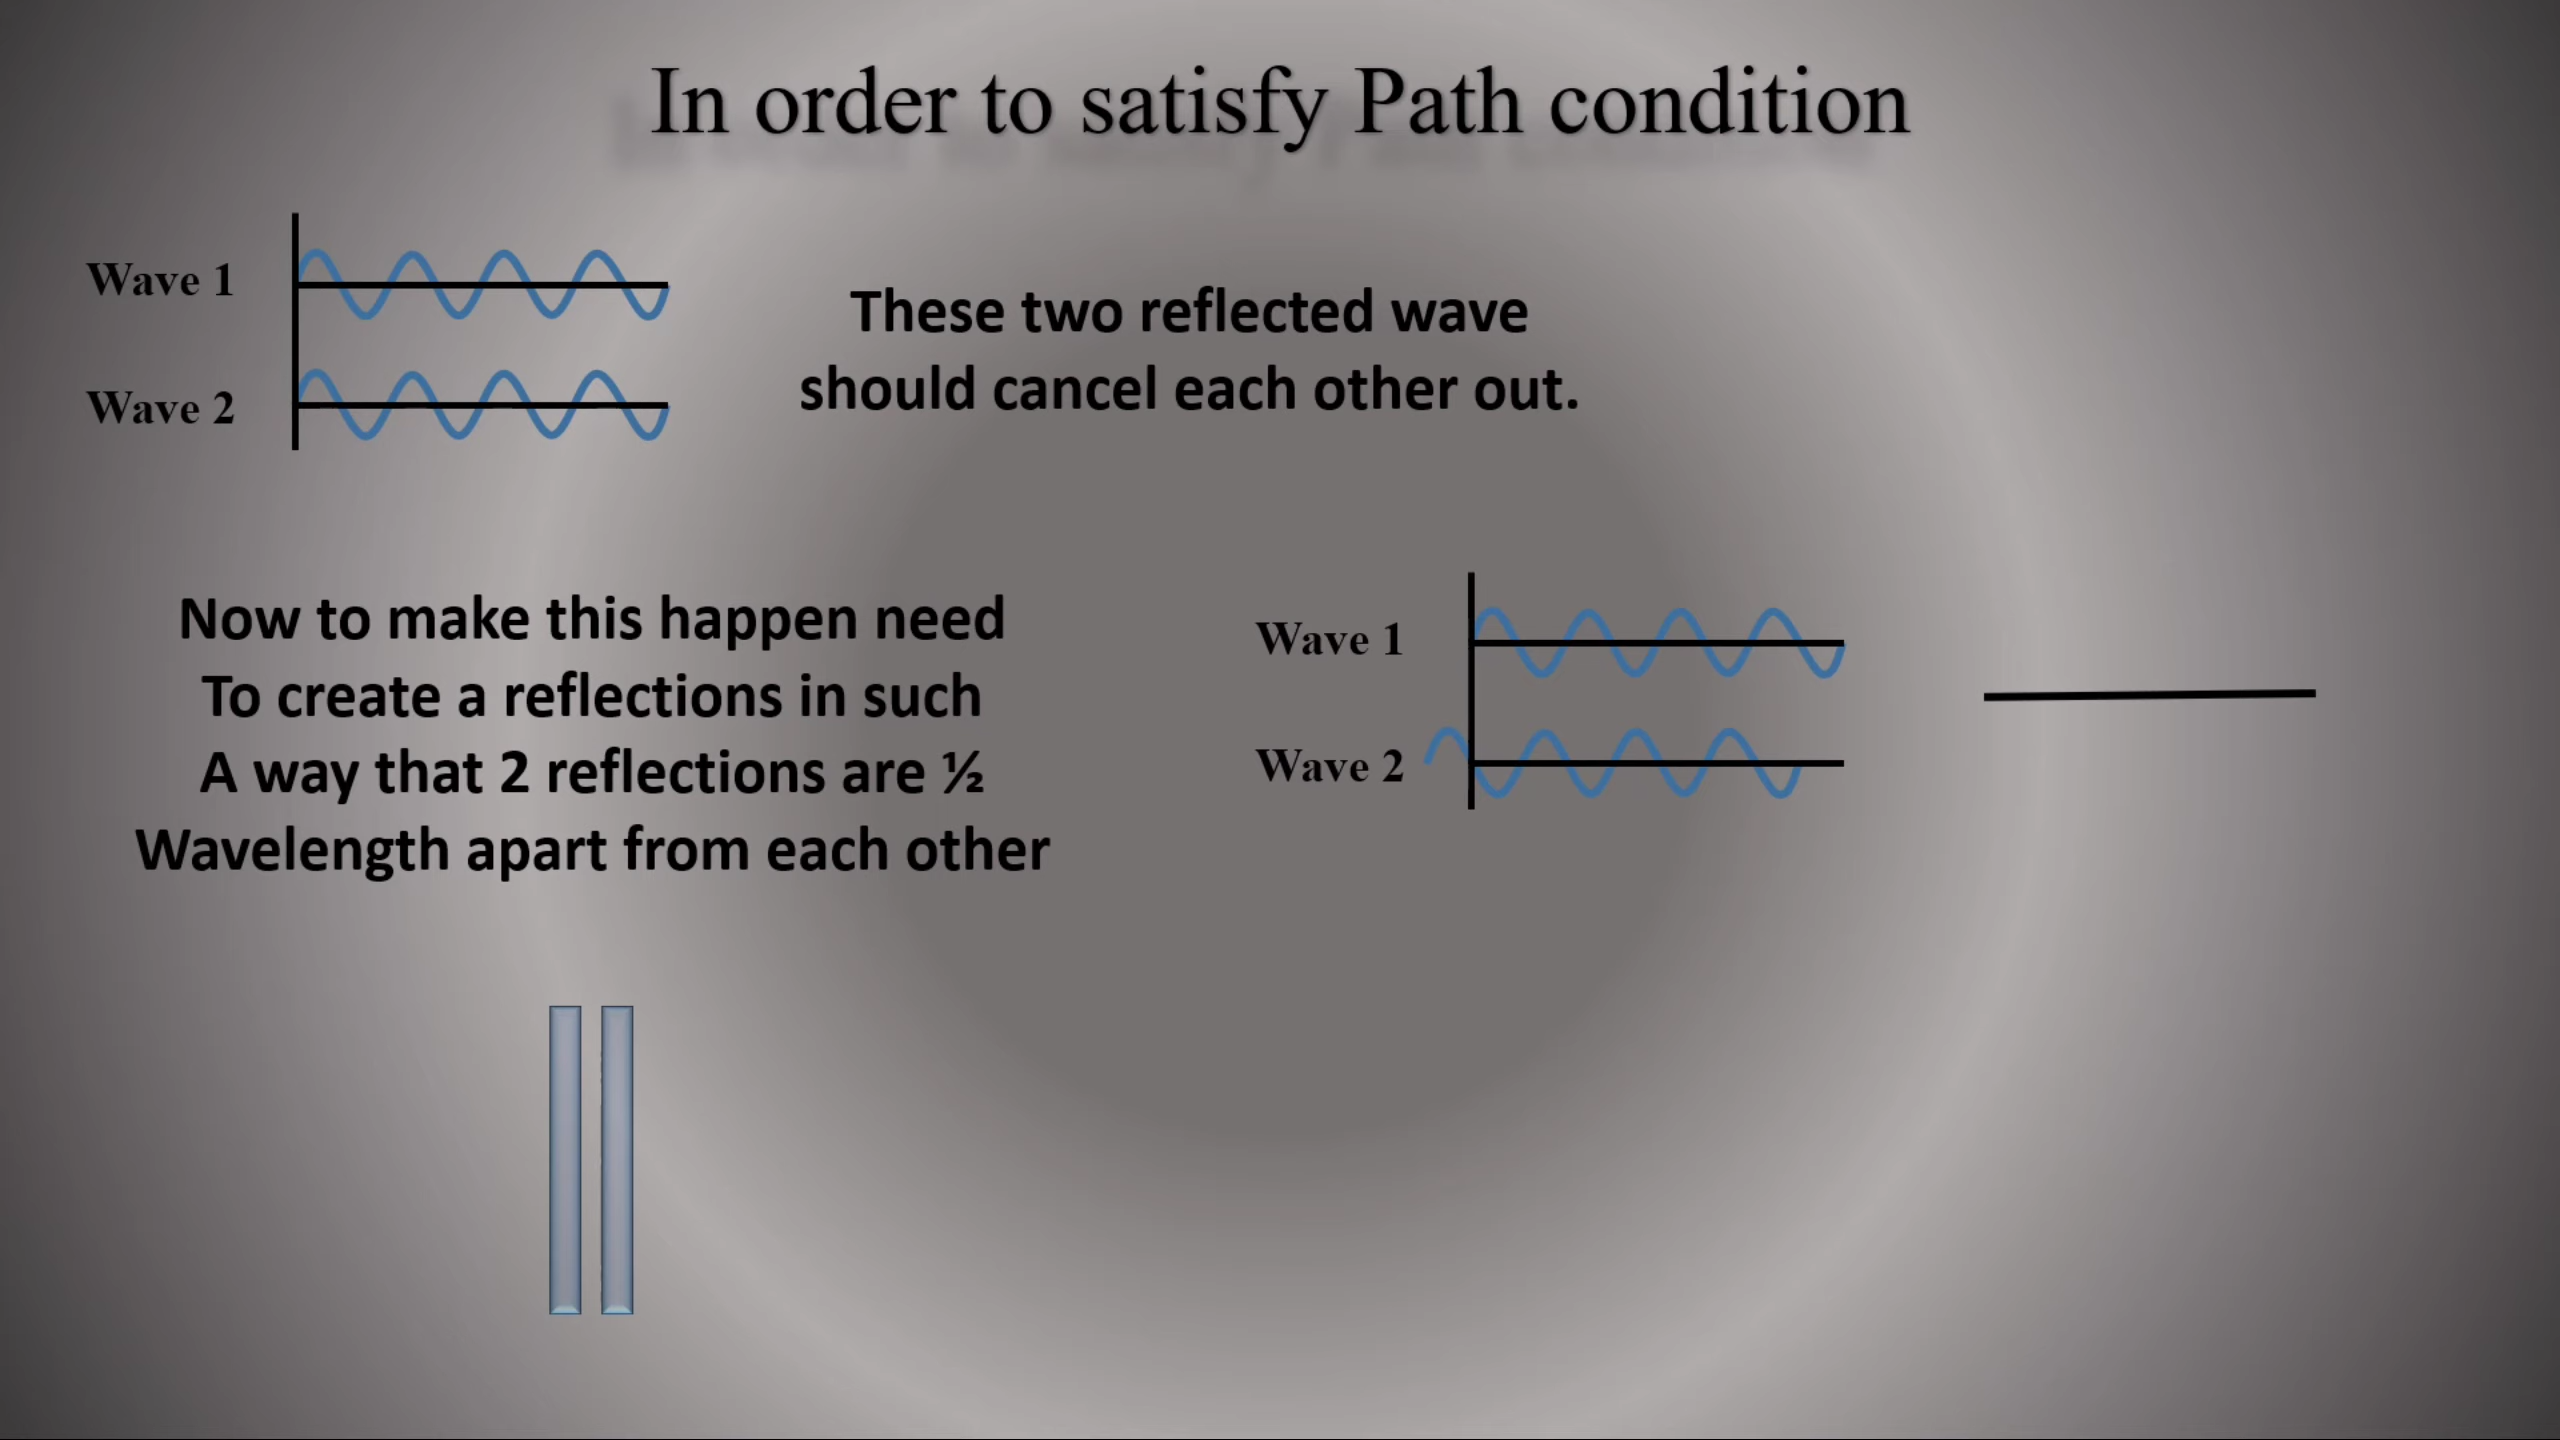 In order to satisfy Path condition
Wave 1
Wave 2
These two reflected wave
should cancel each other out.
Now to make this happen need
To create a reflections in such
A way that 2 reflections are ½
Wavelength apart from each other
Wave 1
Wave 2